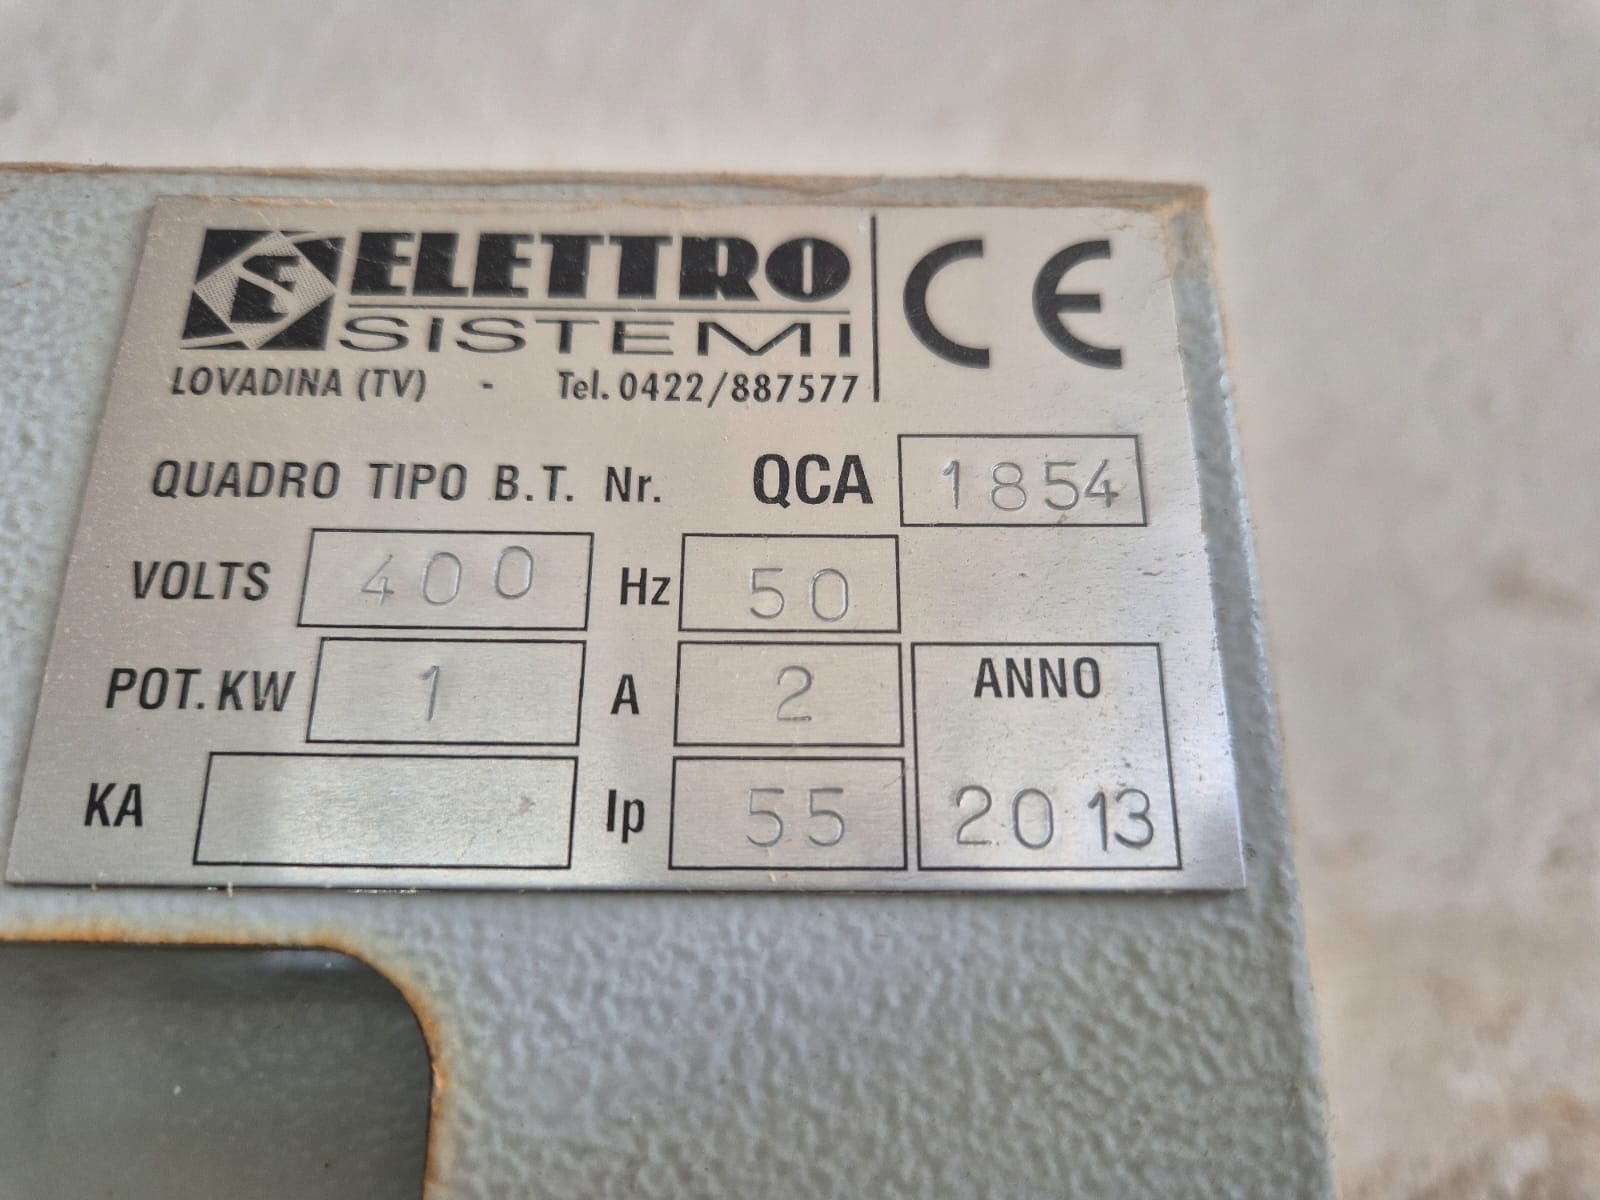 ES ELETTRO
SISTEMI
CE
LOVADINA (TV) - Tel. 0422/887577
QUADRO TIPO B.T. Nr. QCA 1854
VOLTS 400 Hz 50
POT. KW 1 A 2 ANNO
KA Ip 55 2013